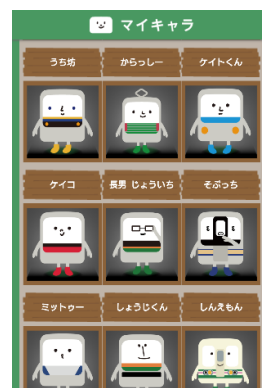 マイキャラ
うち坊
からっしー
ケイトくん
ケイコ
長男 じょういち
そぶっち
ミットゥー
しょうじくん
しんえもん